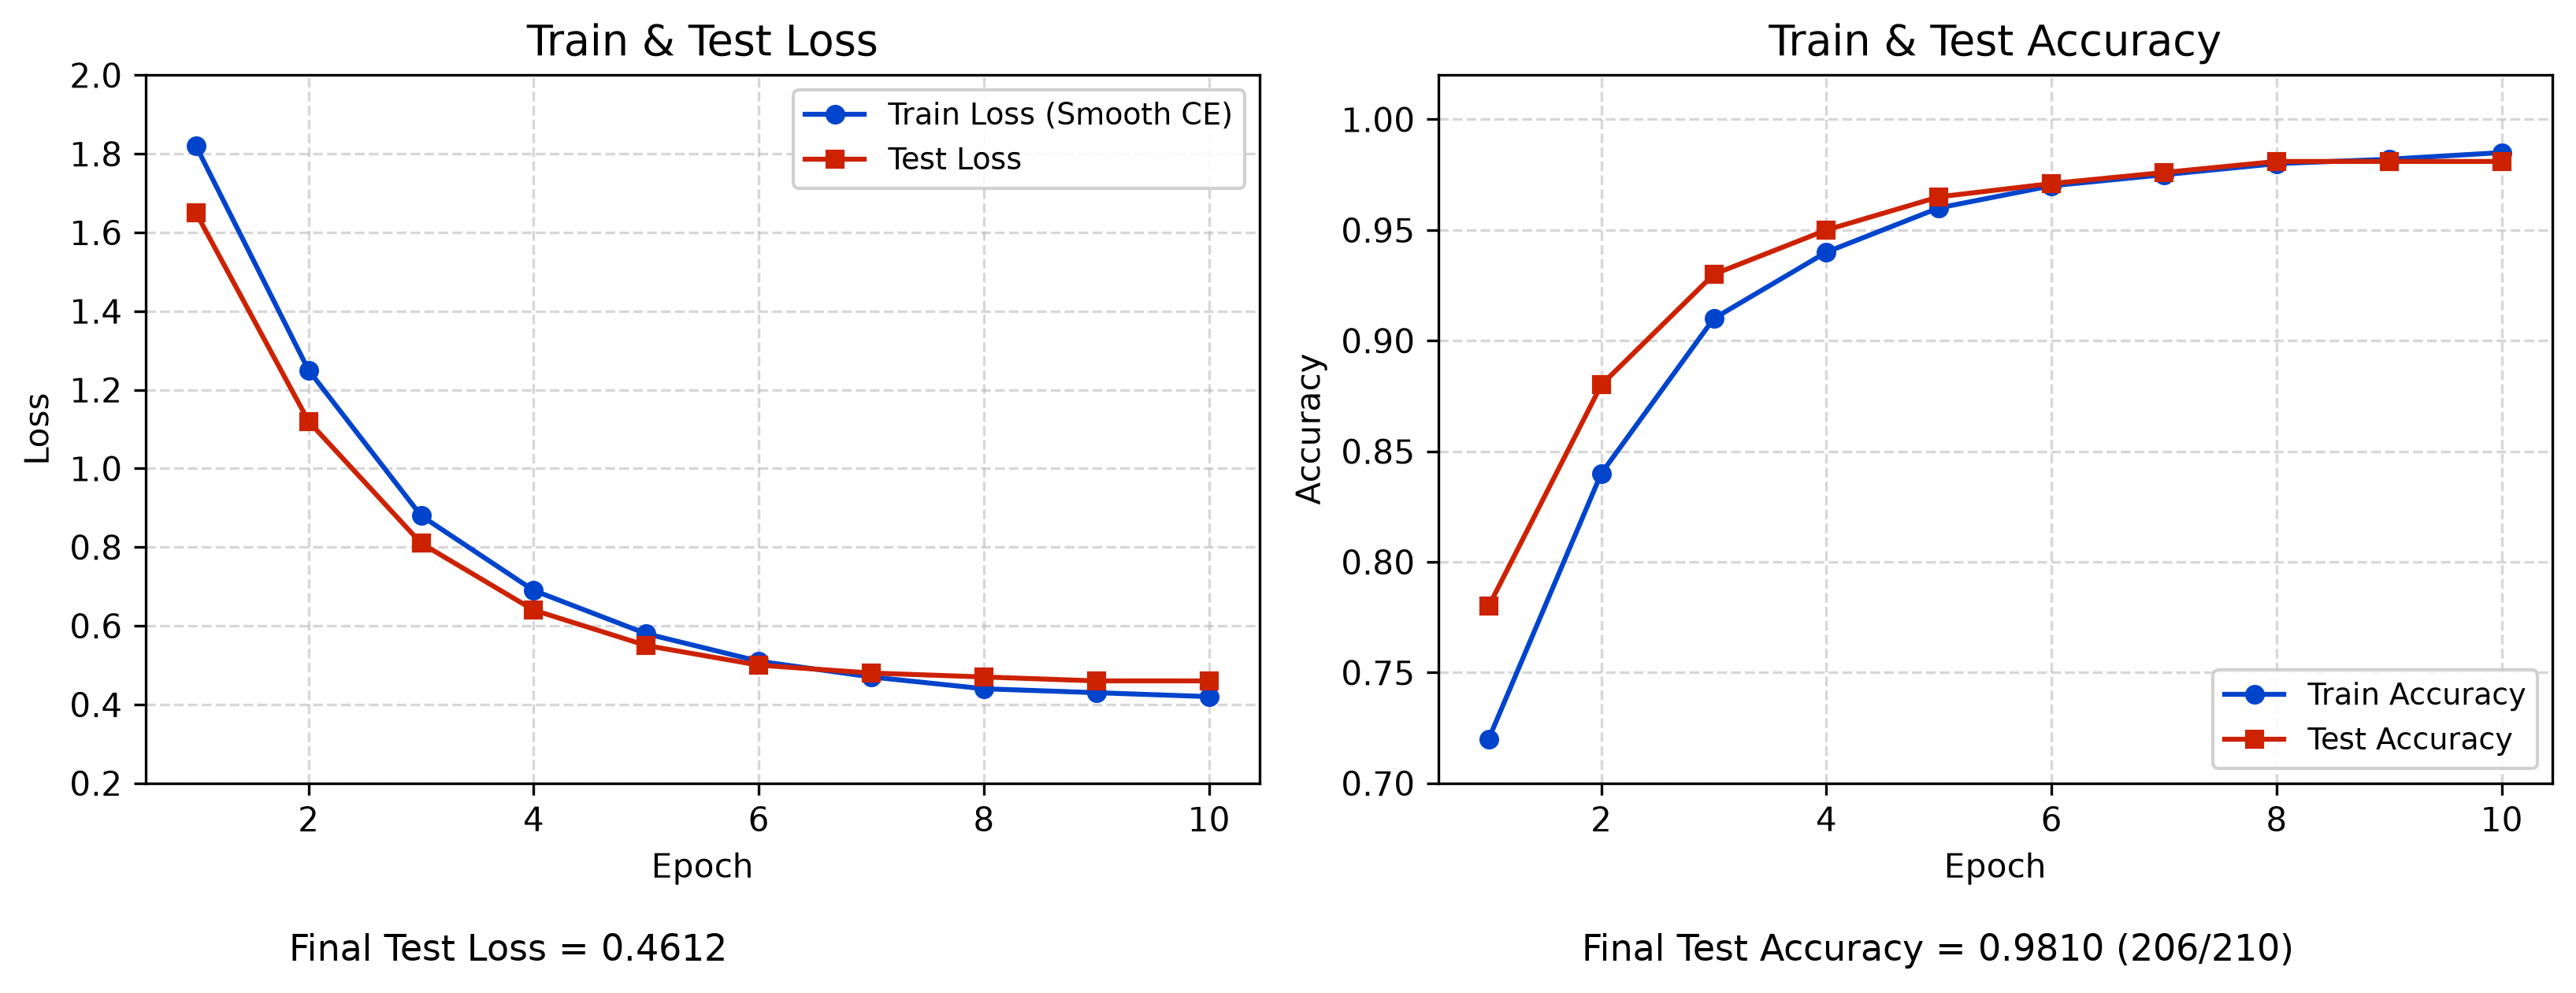 Train & Test Loss
2.0
1.8
1.6
1.4
1.2
1.0
0.8
0.6
0.4
0.2
Loss
Train Loss (Smooth CE)
Test Loss
2 4 6 8 10
Epoch
Final Test Loss = 0.4612
Train & Test Accuracy
1.00
0.95
0.90
0.85
0.80
0.75
0.70
Accuracy
Train Accuracy
Test Accuracy
2 4 6 8 10
Epoch
Final Test Accuracy = 0.9810 (206/210)